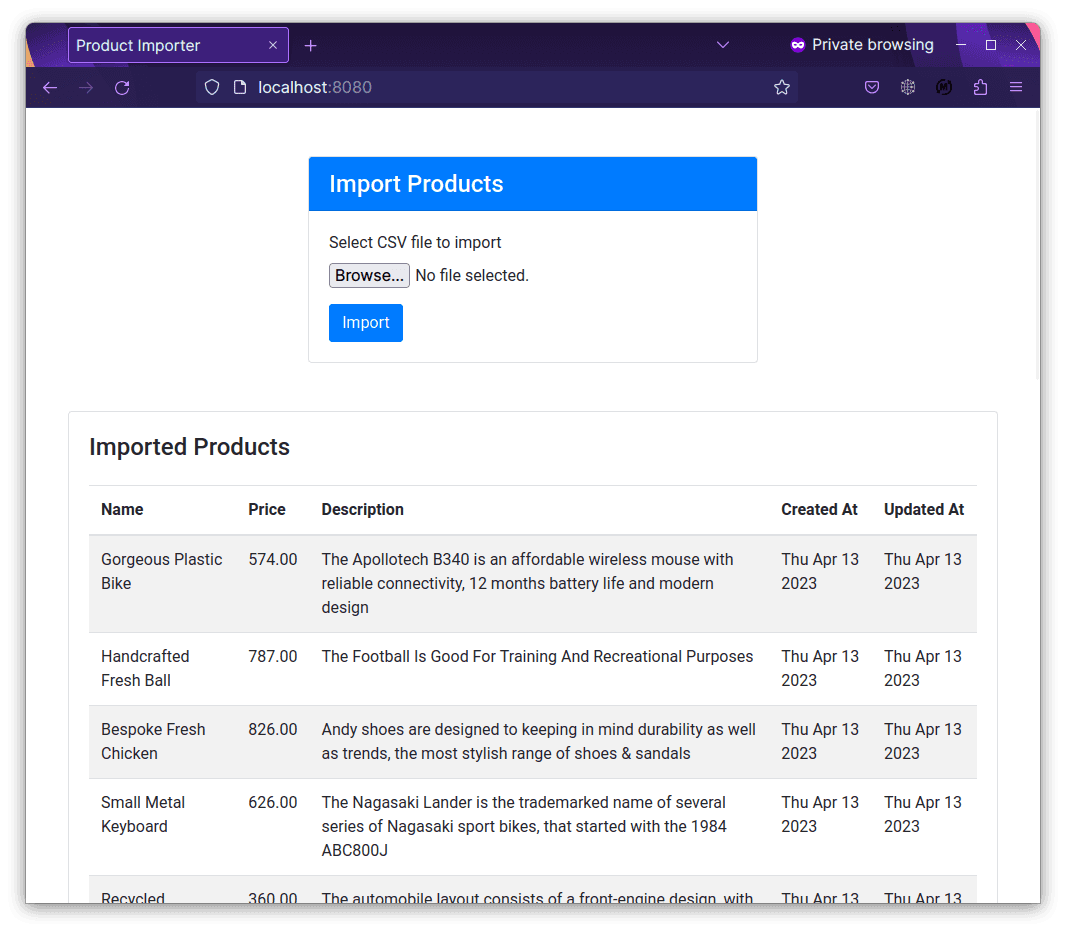 Product Importer
Private browsing
localhost:8080
Import Products
Select CSV file to import
Browse... No file selected.
Import
Imported Products
Name Price Description Created At Updated At
Gorgeous Plastic 574.00 The Apollotech B340 is an affordable wireless mouse with Thu Apr 13 Thu Apr 13
Bike reliable connectivity, 12 months battery life and modern 2023 2023
design
Handcrafted 787.00 The Football Is Good For Training And Recreational Purposes Thu Apr 13 Thu Apr 13
Fresh Ball 2023 2023
Bespoke Fresh 826.00 Andy shoes are designed to keeping in mind durability as well Thu Apr 13 Thu Apr 13
Chicken as trends, the most stylish range of shoes & sandals 2023 2023
Small Metal 626.00 The Nagasaki Lander is the trademarked name of several Thu Apr 13 Thu Apr 13
Keyboard series of Nagasaki sport bikes, that started with the 1984 2023 2023
ABC800J
Recycled 360.00 The automobile layout consists of a front-engine design, with Thu Apr 13 Thu Apr 13